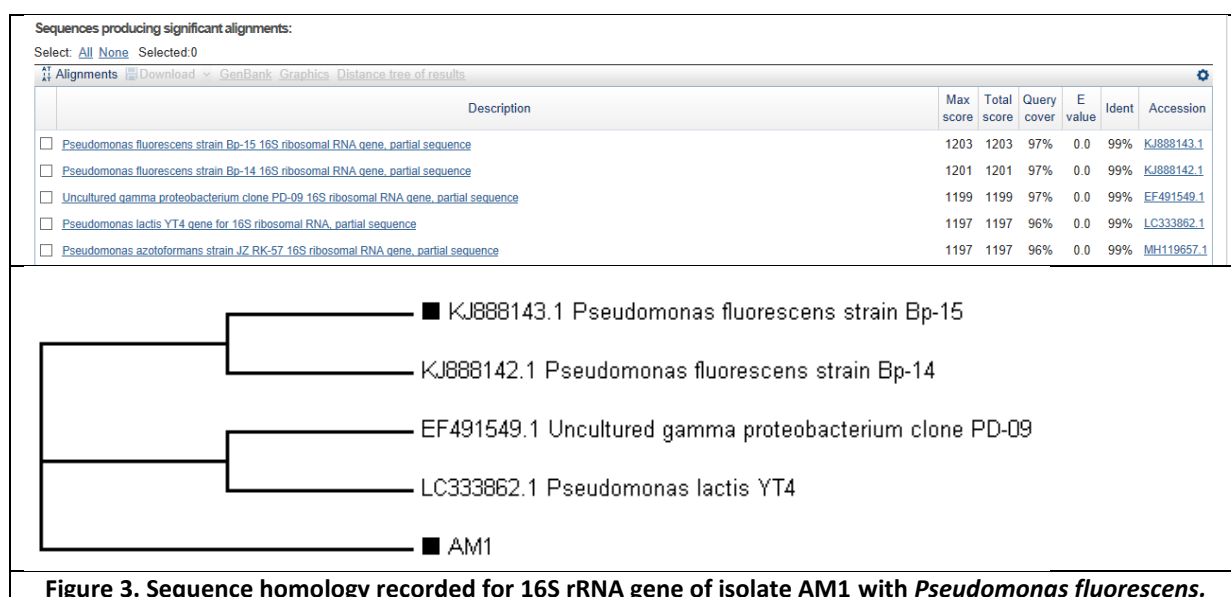 Sequences producing significant alignments:
Select: All None Selected:0
Alignments Download GenBank Graphics Distance tree of results
Description Max score Total score Query cover E value Ident Accession
Pseudomonas fluorescens strain Bp-15 16S ribosomal RNA gene, partial sequence 1203 1203 97% 0.0 99% KJ888143.1
Pseudomonas fluorescens strain Bp-14 16S ribosomal RNA gene, partial sequence 1201 1201 97% 0.0 99% KJ888142.1
Uncultured gamma proteobacterium clone PD-09 16S ribosomal RNA gene, partial sequence 1199 1199 97% 0.0 99% EF491549.1
Pseudomonas lactis YT4 gene for 16S ribosomal RNA, partial sequence 1197 1197 96% 0.0 99% LC333862.1
Pseudomonas azotoformans strain JZ RK-57 16S ribosomal RNA gene, partial sequence 1197 1197 96% 0.0 99% MH119657.1
KJ888143.1 Pseudomonas fluorescens strain Bp-15
KJ888142.1 Pseudomonas fluorescens strain Bp-14
EF491549.1 Uncultured gamma proteobacterium clone PD-09
LC333862.1 Pseudomonas lactis YT4
AM1
Figure 3. Sequence homology recorded for 16S rRNA gene of isolate AM1 with Pseudomonas fluorescens.